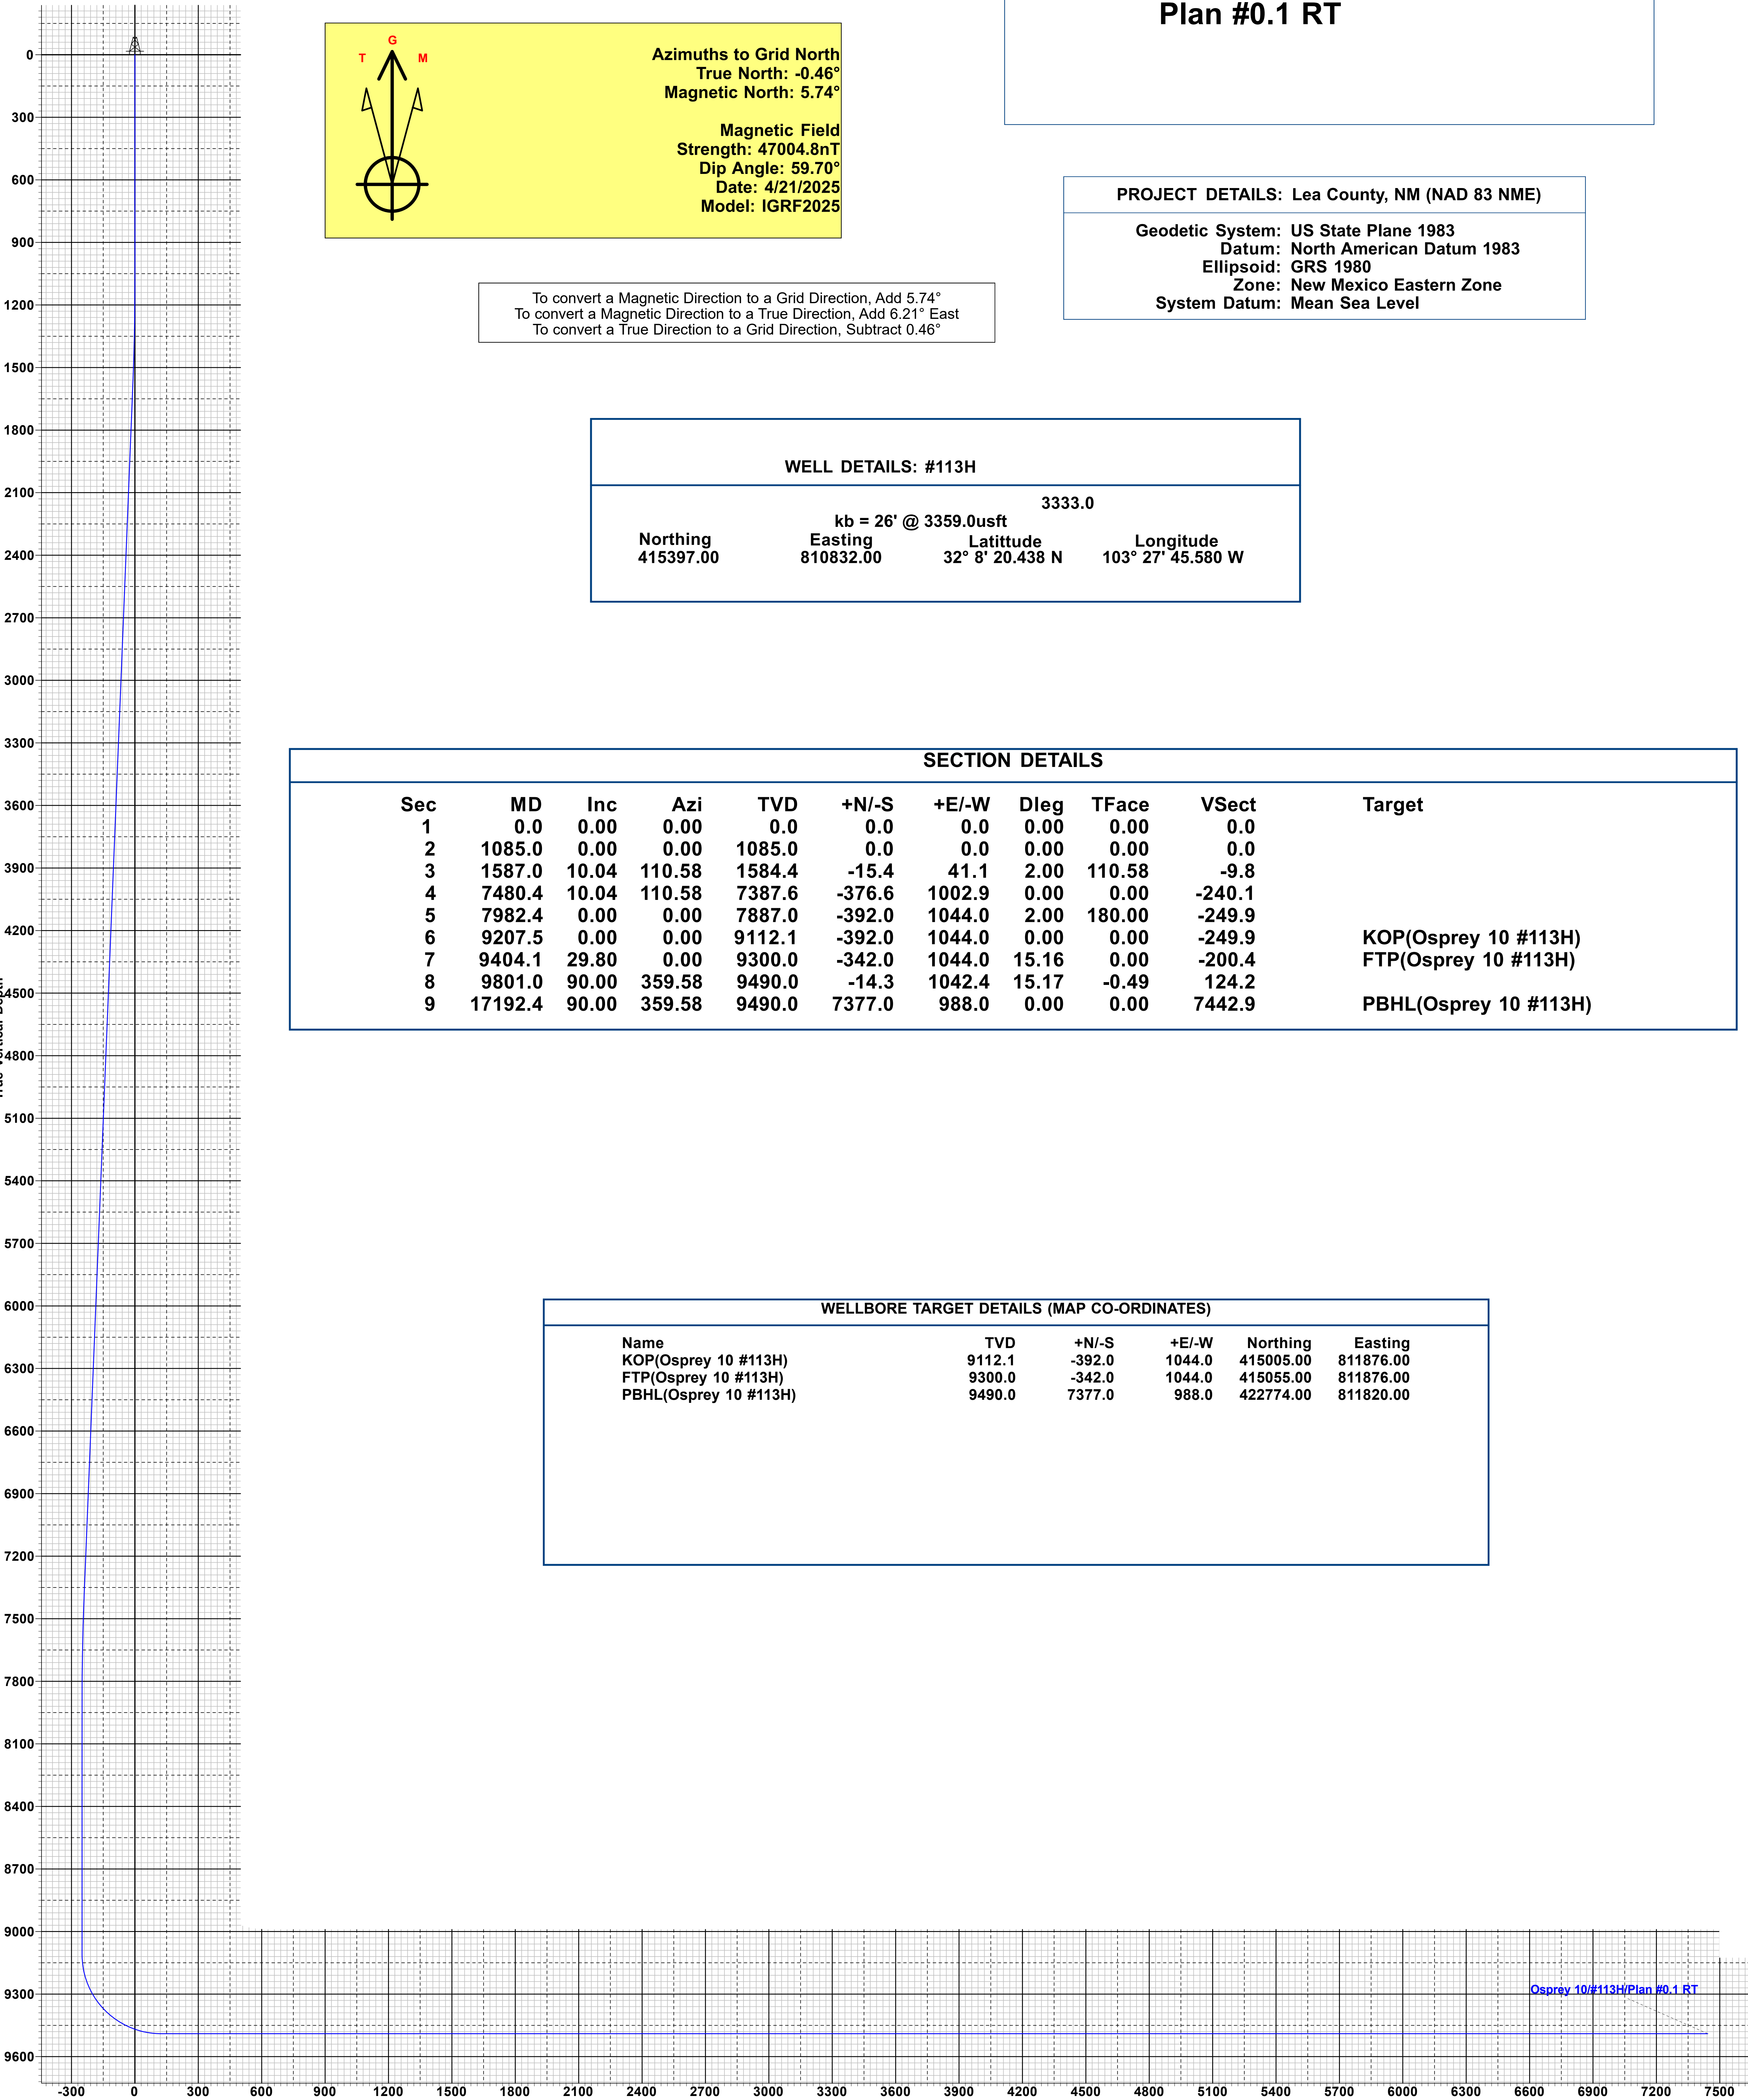 Plan #0.1 RT
G
T M
Azimuths to Grid North
True North: -0.46°
Magnetic North: 5.74°
Magnetic Field
Strength: 47004.8nT
Dip Angle: 59.70°
Date: 4/21/2025
Model: IGRF2025
PROJECT DETAILS: Lea County, NM (NAD 83 NME)
Geodetic System: US State Plane 1983
Datum: North American Datum 1983
Ellipsoid: GRS 1980
Zone: New Mexico Eastern Zone
System Datum: Mean Sea Level
To convert a Magnetic Direction to a Grid Direction, Add 5.74°
To convert a Magnetic Direction to a True Direction, Add 6.21° East
To convert a True Direction to a Grid Direction, Subtract 0.46°
WELL DETAILS: #113H
3333.0
kb = 26' @ 3359.0usft
Northing Easting Latittude Longitude
415397.00 810832.00 32° 8' 20.438 N 103° 27' 45.580 W
SECTION DETAILS
Sec MD Inc Azi TVD +N/-S +E/-W Dleg TFace VSect Target
1 0.0 0.00 0.00 0.0 0.0 0.0 0.00 0.00 0.0
2 1085.0 0.00 0.00 1085.0 0.0 0.0 0.00 0.00 0.0
3 1587.0 10.04 110.58 1584.4 -15.4 41.1 2.00 110.58 -9.8
4 7480.4 10.04 110.58 7387.6 -376.6 1002.9 0.00 0.00 -240.1
5 7982.4 0.00 0.00 7887.0 -392.0 1044.0 2.00 180.00 -249.9
6 9207.5 0.00 0.00 9112.1 -392.0 1044.0 0.00 0.00 -249.9 KOP(Osprey 10 #113H)
7 9404.1 29.80 0.00 9300.0 -342.0 1044.0 15.16 0.00 -200.4 FTP(Osprey 10 #113H)
8 9801.0 90.00 359.58 9490.0 -14.3 1042.4 15.17 -0.49 124.2
9 17192.4 90.00 359.58 9490.0 7377.0 988.0 0.00 0.00 7442.9 PBHL(Osprey 10 #113H)
WELLBORE TARGET DETAILS (MAP CO-ORDINATES)
Name TVD +N/-S +E/-W Northing Easting
KOP(Osprey 10 #113H) 9112.1 -392.0 1044.0 415005.00 811876.00
FTP(Osprey 10 #113H) 9300.0 -342.0 1044.0 415055.00 811876.00
PBHL(Osprey 10 #113H) 9490.0 7377.0 988.0 422774.00 811820.00
0
300
600
900
1200
1500
1800
2100
2400
2700
3000
3300
3600
3900
4200
4500
4800
5100
5400
5700
6000
6300
6600
6900
7200
7500
7800
8100
8400
8700
9000
9300
9600
Osprey 10/#113H/Plan #0.1 RT
-300 0 300 600 900 1200 1500 1800 2100 2400 2700 3000 3300 3600 3900 4200 4500 4800 5100 5400 5700 6000 6300 6600 6900 7200 7500